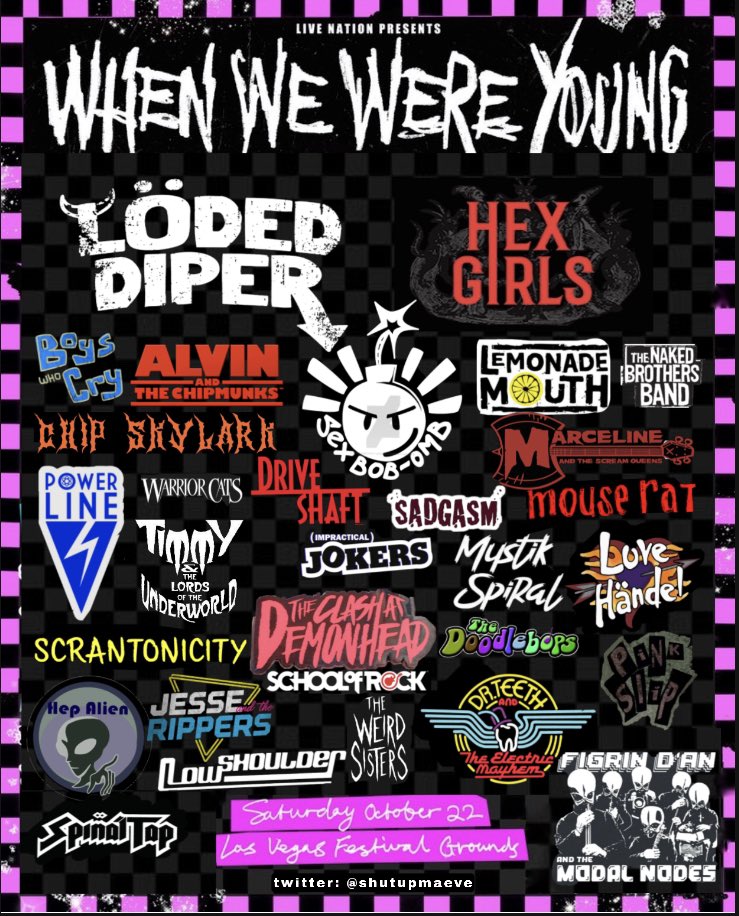 LIVE NATION PRESENTS
WHEN WE WERE YOUNG
LÖDED
DIPER
HEX
GIRLS
BOYS
WHO
CRY
ALVIN
AND
THE CHIPMUNKS
SEX BOB-OMB
LEMONADE
MOUTH
THE NAKED
BROTHERS
BAND
CHIP SKYLARK
MARCELINE
AND THE SCREAM QUEENS
POWER
LINE
WARRIOR CATS
DRIVE
SHAFT
SADGASM
mouse rat
TIMMY
& THE
LORDS
OF THE
UNDERWORLD
(IMPRACTICAL)
JOKERS
Mystik
Spiral
Love
Händel
SCRANTONICITY
THE CLASH AT
DEMONHEAD
The
Doodlebops
PINK
SLIP
SCHOOL of ROCK
Hep Alien
JESSE and the
RIPPERS
THE
WEIRD
SISTERS
DR. TEETH
AND
The Electric
Mayhem
LOW SHOULDER
FIGRIN D'AN
AND THE
MODAL NODES
Spın̈al Tap
Saturday October 22
Las Vegas Festival Grounds
twitter: @shutupmaeve